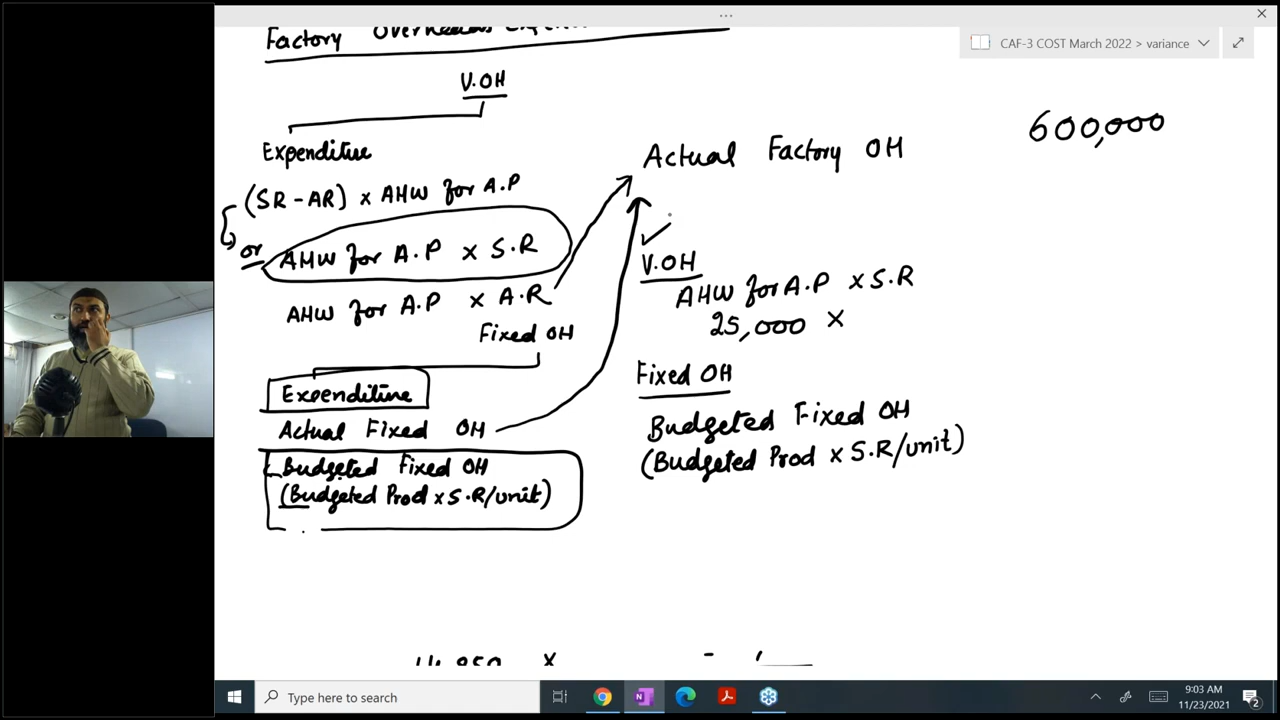 Factory Overheads
CAF-3 COST March 2022 > variance
V.OH
Expenditure
(SR-AR) x AHW for A.P
or AHW for A.P x S.R
AHW for A.P x A.R
Fixed OH
Expenditure
Actual Fixed OH
Budgeted Fixed OH
(Budgeted Prod x S.R/unit)
Actual Factory OH 600,000
V.OH
AHW for A.P x S.R
25,000 x
Fixed OH
Budgeted Fixed OH
(Budgeted Prod x S.R/unit)
Type here to search
9:03 AM
11/23/2021
2